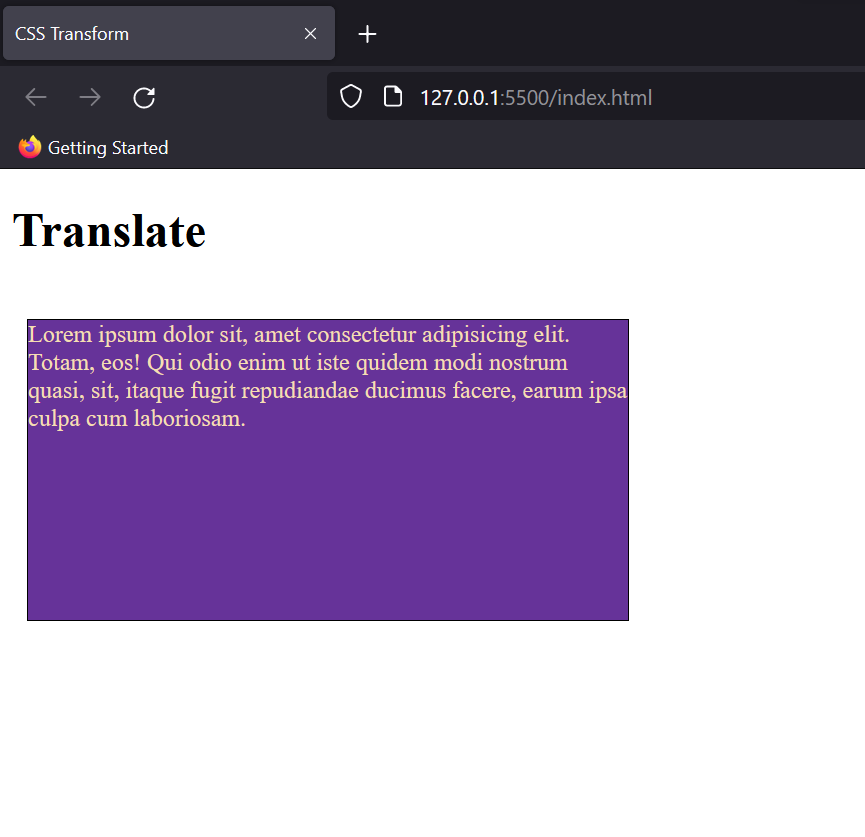 CSS Transform
127.0.0.1:5500/index.html
Getting Started
Translate
Lorem ipsum dolor sit, amet consectetur adipisicing elit.
Totam, eos! Qui odio enim ut iste quidem modi nostrum
quasi, sit, itaque fugit repudiandae ducimus facere, earum ipsa
culpa cum laboriosam.